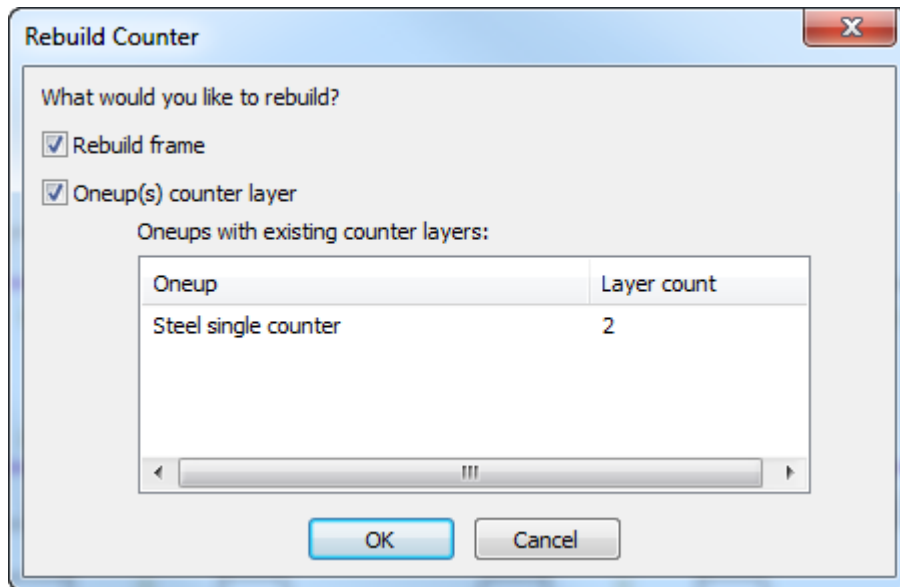 Rebuild Counter
What would you like to rebuild?
Rebuild frame
Oneup(s) counter layer
Oneups with existing counter layers:
Oneup Layer count
Steel single counter 2
OK Cancel